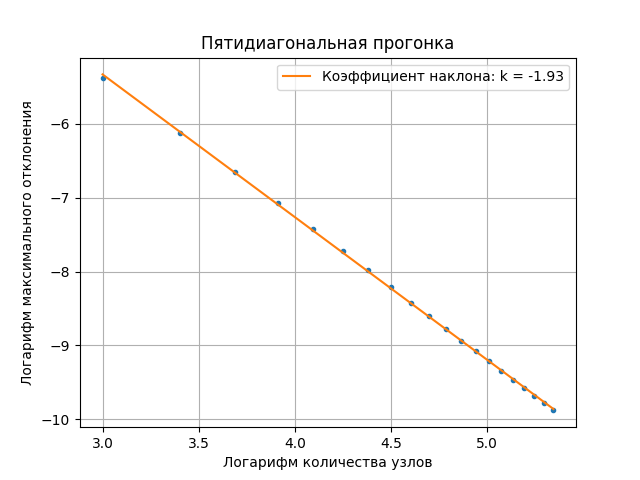 Пятидиагональная прогонка
Коэффициент наклона: k = -1.93
Логарифм максимального отклонения
−6
−7
−8
−9
−10
3.0 3.5 4.0 4.5 5.0
Логарифм количества узлов